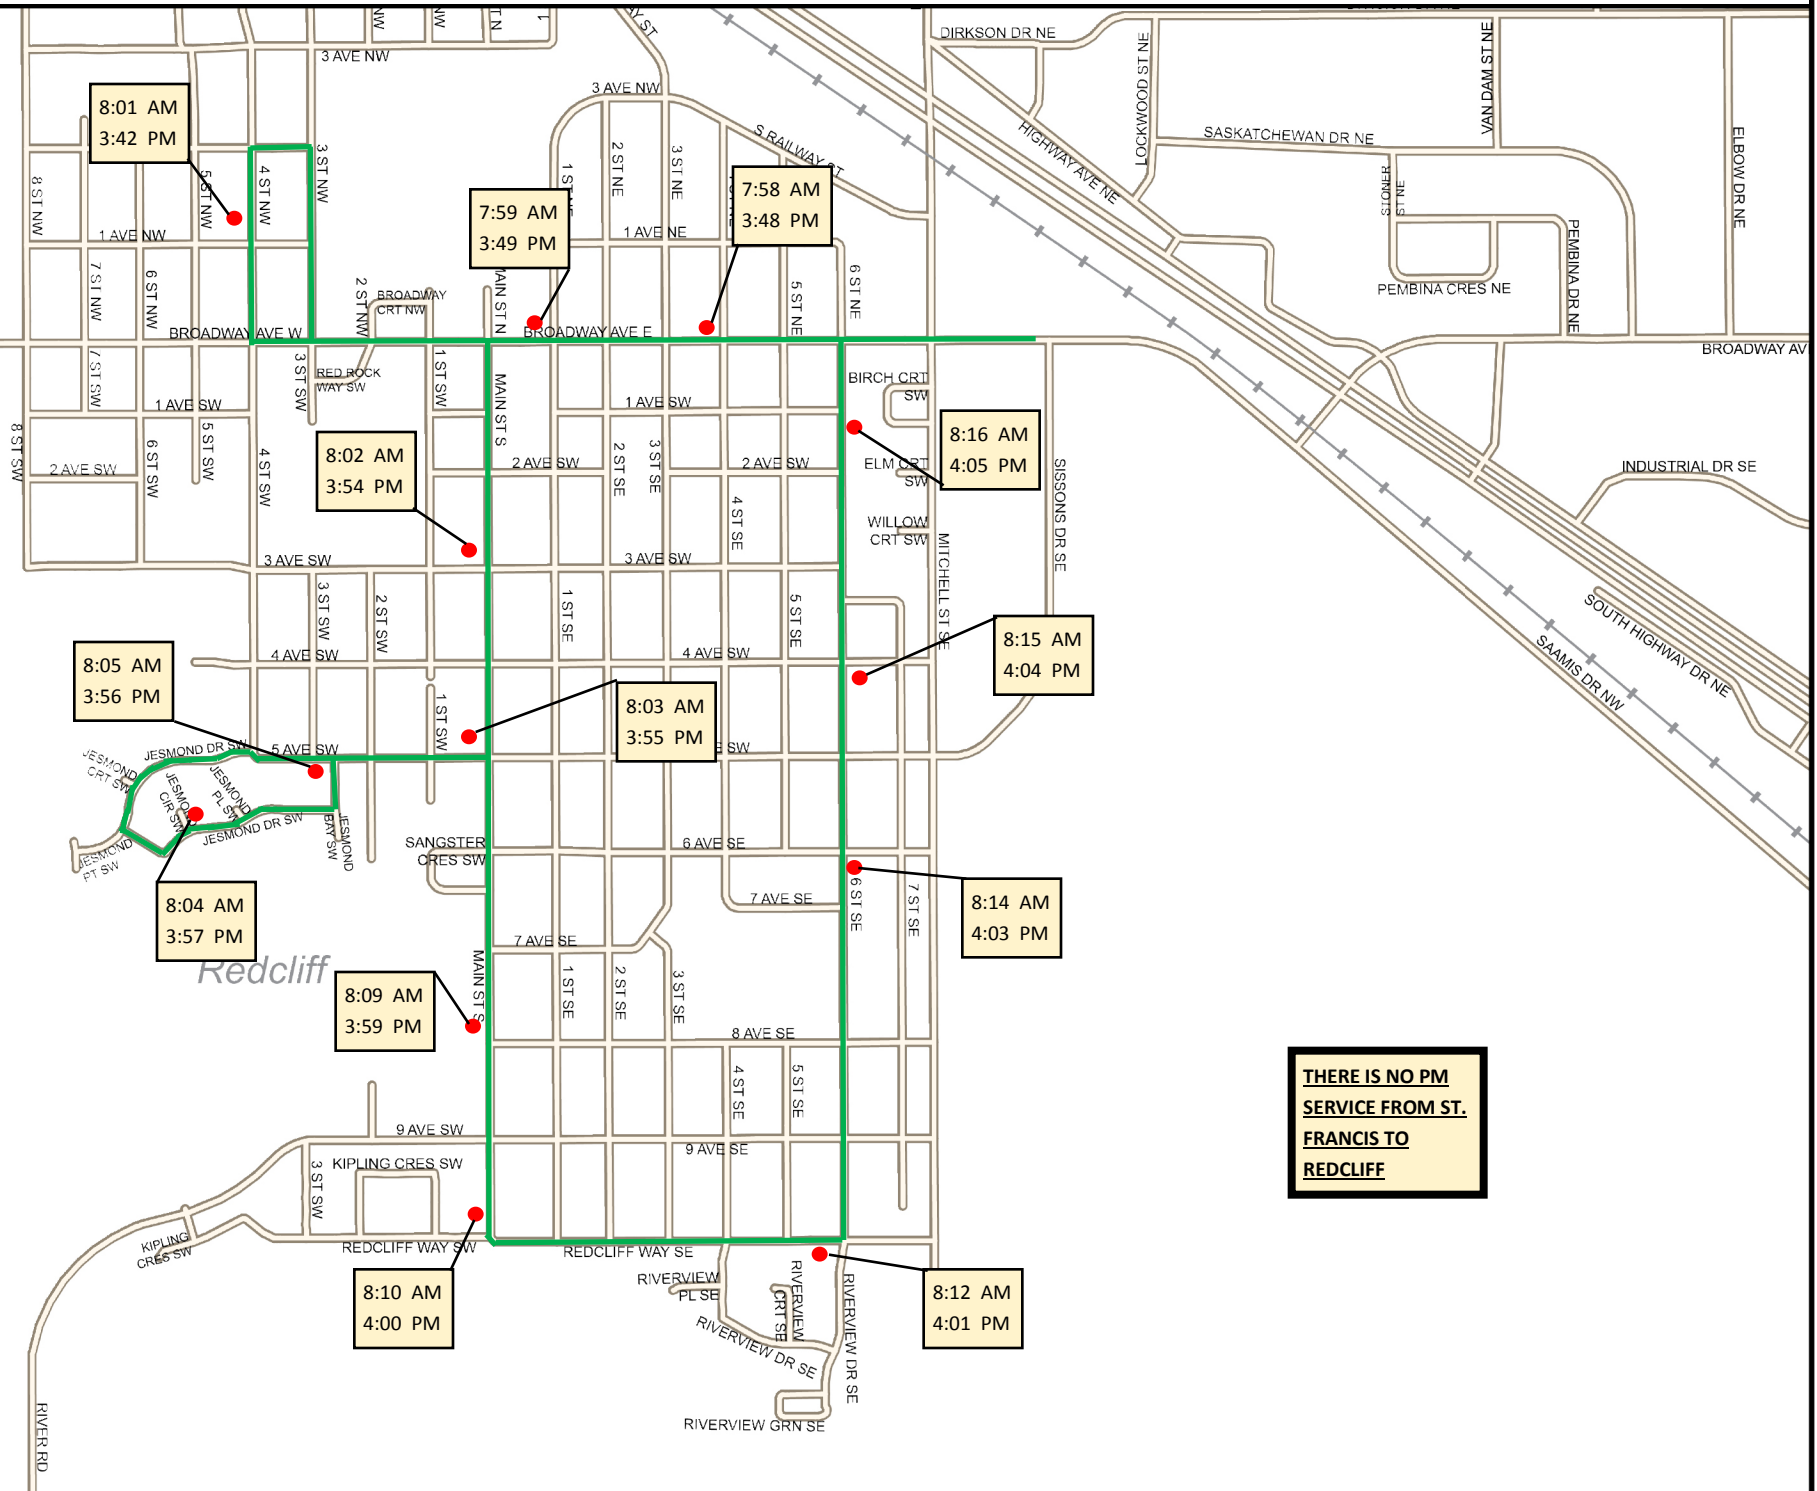 3 AVE NW
DIRKSON DR NE
LOCKWOOD ST NE
VAN DAM ST NE
8:01 AM
3:42 PM
3 AVE NW
S RAILWAY ST
HIGHWAY AVE NE
SASKATCHEWAN DR NE
ELBOW DR NE
8 ST NW
5 ST NW
4 ST NW
3 ST NW
2 ST NE
3 ST NE
7:58 AM
3:48 PM
7:59 AM
3:49 PM
STONER
ST NE
1 AVE NW
1 AVE NE
7 ST NW
6 ST NW
2 ST NW
BROADWAY
CRT NW
MAIN ST N
5 ST NE
6 ST NE
PEMBINA DR NE
PEMBINA CRES NE
BROADWAY AVE W
BROADWAY AVE E
BROADWAY AV
7 ST SW
3 ST SW
RED ROCK
WAY SW
1 ST SW
MAIN ST S
BIRCH CRT
SW
1 AVE SW
1 AVE SW
8:16 AM
4:05 PM
8 ST SW
6 ST SW
5 ST SW
4 ST SW
8:02 AM
3:54 PM
2 AVE SW
2 AVE SW
2 ST SE
3 ST SE
2 AVE SW
ELM CRT
SW
SISSONS DR SE
INDUSTRIAL DR SE
4 ST SE
WILLOW
CRT SW
MITCHELL ST SE
3 AVE SW
3 AVE SW
3 ST SW
2 ST SW
1 ST SE
5 ST SE
SOUTH HIGHWAY DR NE
SAAMIS DR NW
8:15 AM
4:04 PM
8:05 AM
3:56 PM
4 AVE SW
4 AVE SW
8:03 AM
3:55 PM
1 ST SW
JESMOND DR SW
5 AVE SW
E SW
JESMOND
CRT SW
JESMOND
CIR SW
JESMOND
PL SW
JESMOND DR SW
JESMOND
BAY SW
JESMOND
PT SW
SANGSTER
CRES SW
6 AVE SE
8:04 AM
3:57 PM
7 AVE SE
6 ST SE
7 ST SE
8:14 AM
4:03 PM
7 AVE SE
Redcliff
MAIN ST S
8:09 AM
3:59 PM
1 ST SE
2 ST SE
3 ST SE
8 AVE SE
4 ST SE
5 ST SE
THERE IS NO PM
SERVICE FROM ST.
FRANCIS TO
REDCLIFF
9 AVE SW
9 AVE SE
KIPLING CRES SW
3 ST SW
KIPLING
CRES SW
REDCLIFF WAY SW
REDCLIFF WAY SE
8:10 AM
4:00 PM
RIVERVIEW
PL SE
RIVERVIEW
CRT SE
RIVERVIEW DR SE
8:12 AM
4:01 PM
RIVERVIEW DR SE
RIVERVIEW GRN SE
RIVER RD